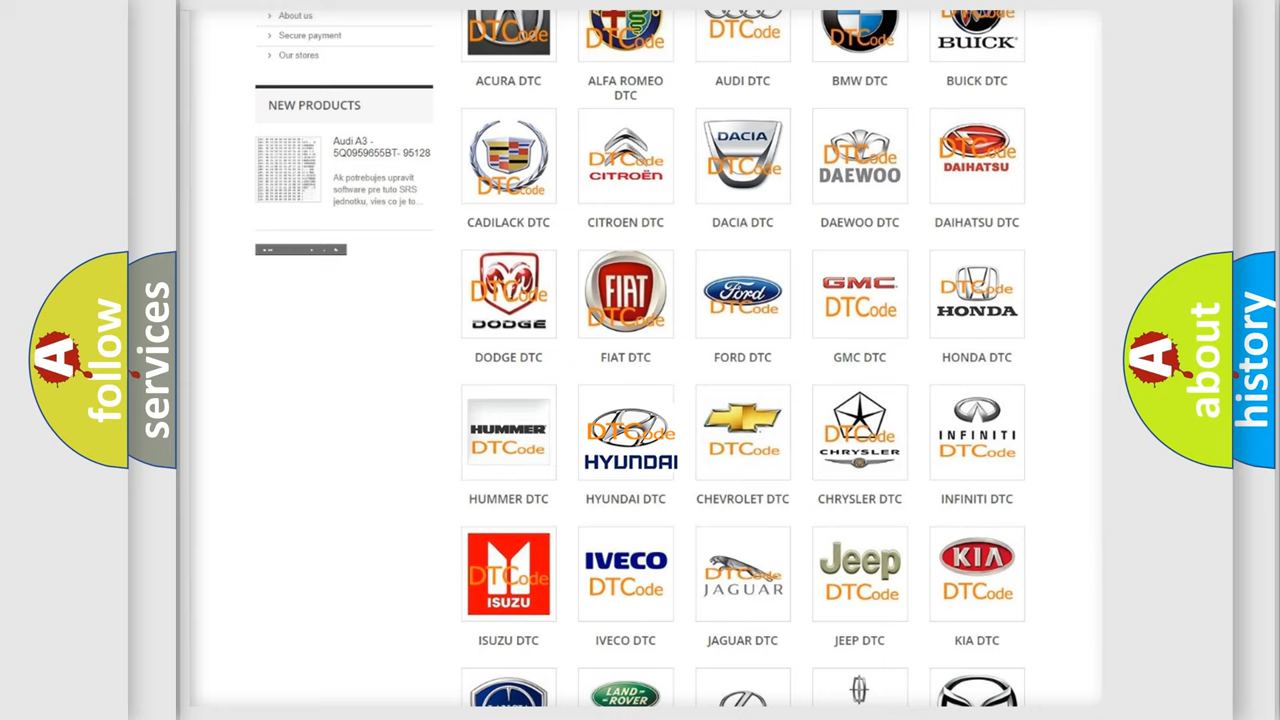 About us
Secure payment
Our stores
NEW PRODUCTS
Audi A3 -
5Q0959655BT- 95128
Ak potrebujes upravit
software pre tuto SRS
jednotku, vies co je to...
DTCode DTCode DTCode DTCode BUICK
ACURA DTC ALFA ROMEO DTC AUDI DTC BMW DTC BUICK DTC
DTCode DTCode CITROËN DACIA DTCode DTCode DAEWOO DTCode DAIHATSU
CADILACK DTC CITROEN DTC DACIA DTC DAEWOO DTC DAIHATSU DTC
DTCode DODGE FIAT DTCode Ford DTCode GMC DTCode DTCode HONDA
DODGE DTC FIAT DTC FORD DTC GMC DTC HONDA DTC
HUMMER DTCode DTCode HYUNDAI DTCode DTCode CHRYSLER INFINITI DTCode
HUMMER DTC HYUNDAI DTC CHEVROLET DTC CHRYSLER DTC INFINITI DTC
DTCode ISUZU IVECO DTCode DTCode JAGUAR Jeep DTCode KIA DTCode
ISUZU DTC IVECO DTC JAGUAR DTC JEEP DTC KIA DTC
LAND-
ROVER
A follow
services
A about
history